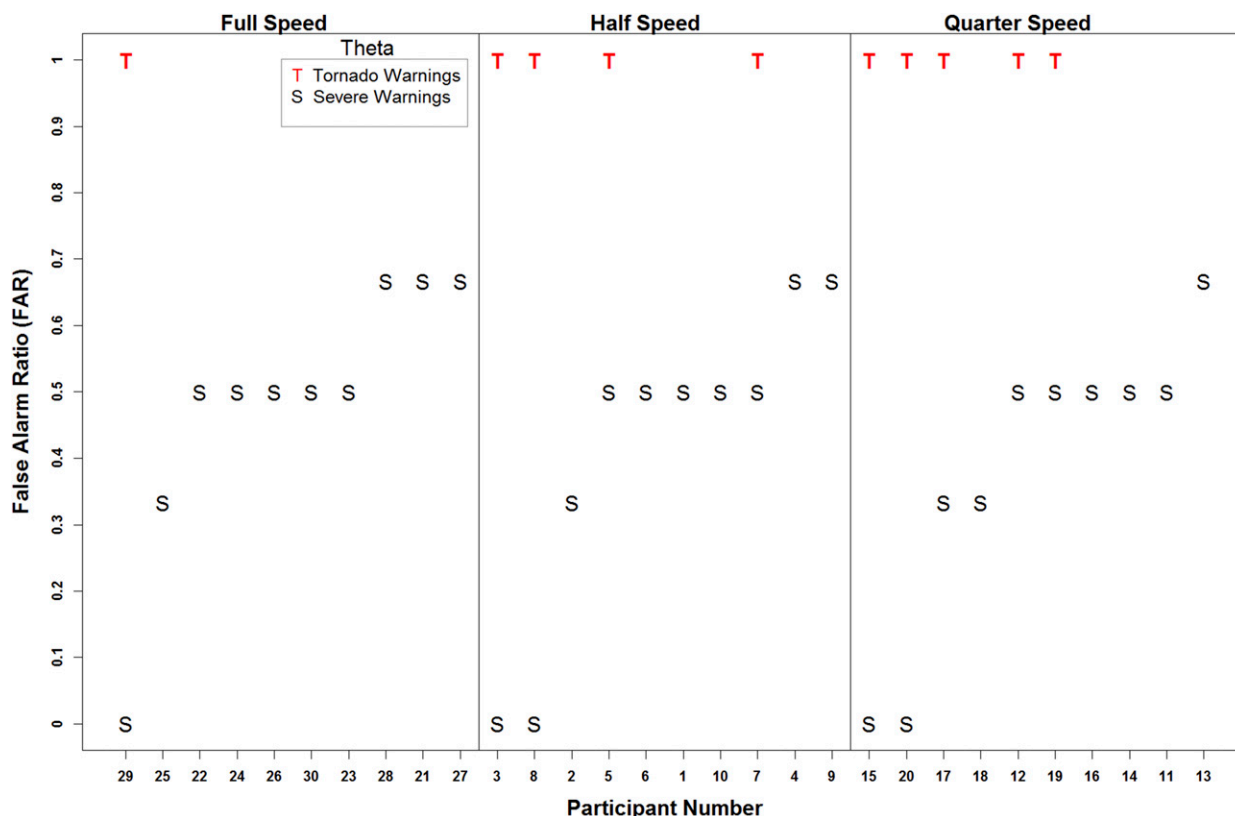 Full Speed Half Speed Quarter Speed
Theta
T Tornado Warnings
S Severe Warnings
False Alarm Ratio (FAR)
1 T T T T T T T T T T
0.9
0.8
0.7
S S S S S S
0.6
0.5 S S S S S S S S S S S S S S S
0.4
S S S S
0.3
0.2
0.1
0 S S S S S
29 25 22 24 26 30 23 28 21 27 3 8 2 5 6 1 10 7 4 9 15 20 17 18 12 19 16 14 11 13
Participant Number